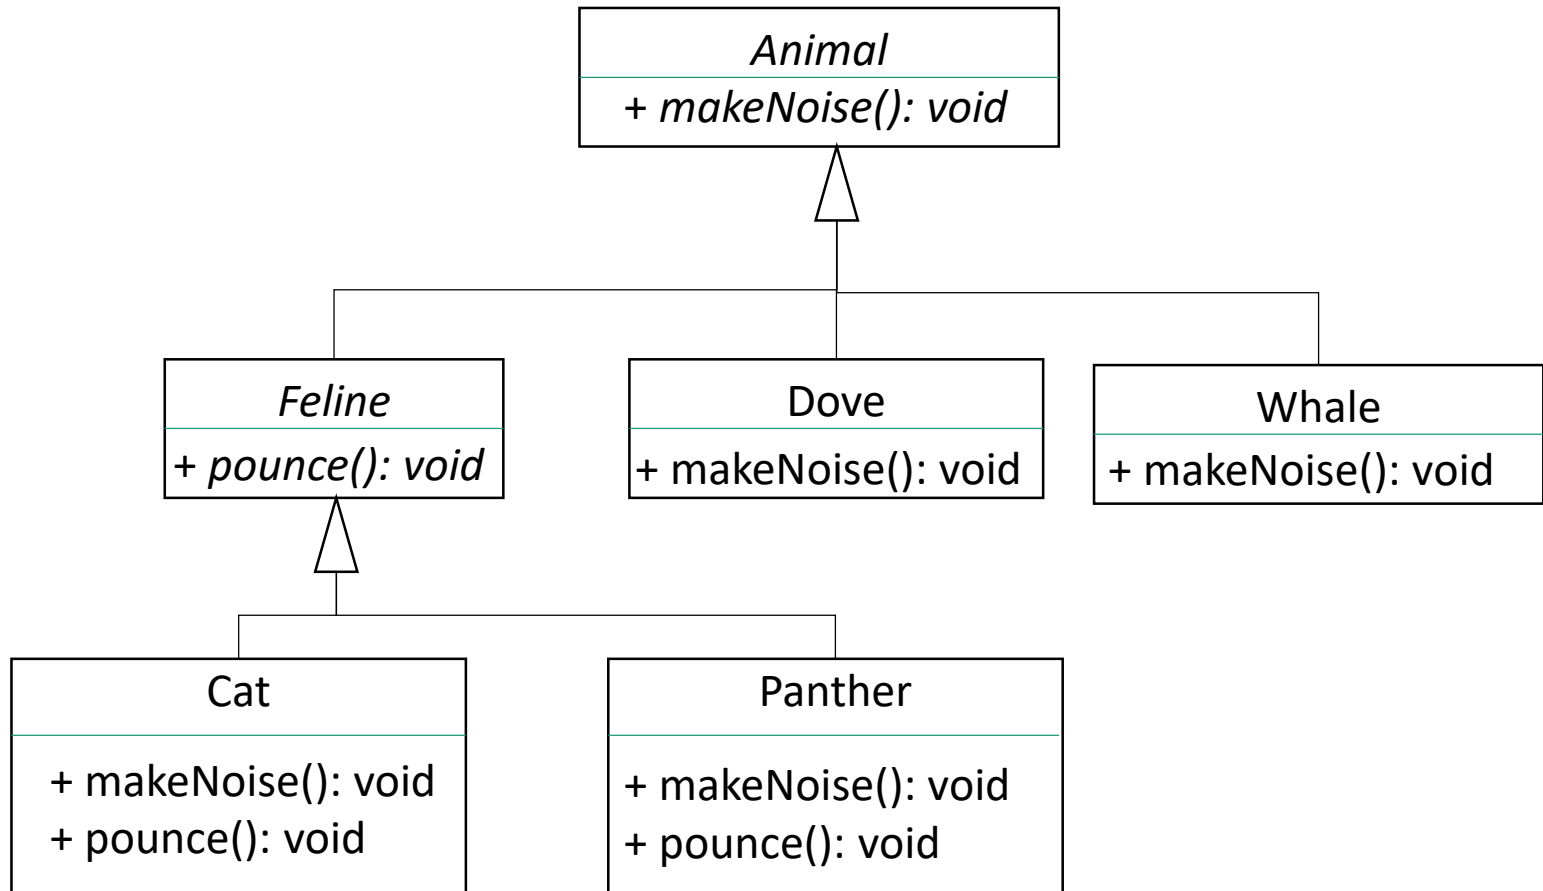 Animal
+ makeNoise(): void
Feline
+ pounce(): void
Dove
+ makeNoise(): void
Whale
+ makeNoise(): void
Cat
+ makeNoise(): void
+ pounce(): void
Panther
+ makeNoise(): void
+ pounce(): void